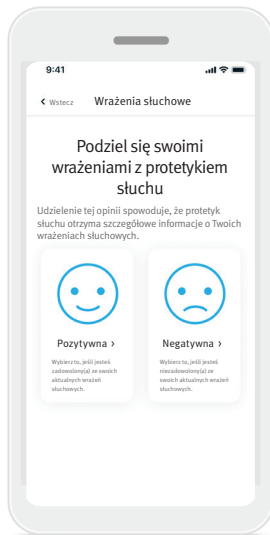 9:41
Wstecz Wrażenia słuchowe
Podziel się swoimi
wrażeniami z protetykiem
słuchu
Udzielenie tej opinii spowoduje, że protetyk
słuchu otrzyma szczegółowe informacje o Twoich
wrażeniach słuchowych.
Pozytywna
Wybierz to, jeśli jesteś
zadowolony(a) ze swoich
aktualnych wrażeń
słuchowych.
Negatywna
Wybierz to, jeśli jesteś
niezadowolony(a) ze
swoich aktualnych wrażeń
słuchowych.